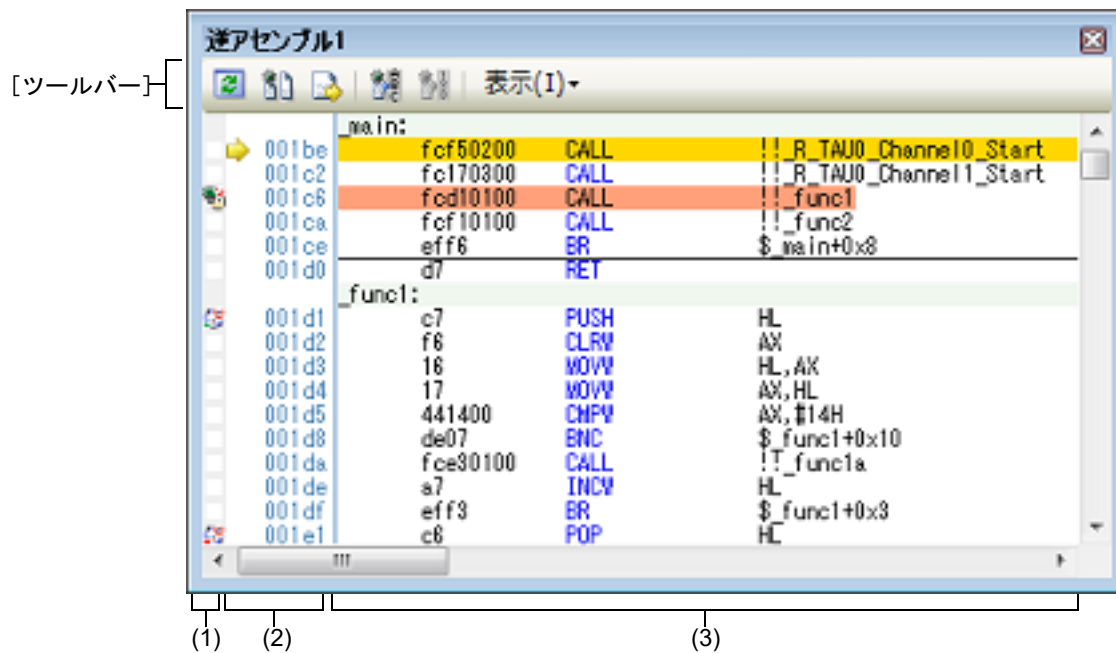 逆アセンブル1
[ツールバー]
表示(I)
_main:
001be fcf50200 CALL !!_R_TAU0_Channel0_Start
001c2 fc170300 CALL !!_R_TAU0_Channel1_Start
001c6 fcd10100 CALL !!_func1
001ca fcf10100 CALL !!_func2
001ce eff6 BR $_main+0x8
001d0 d7 RET
_func1:
001d1 c7 PUSH HL
001d2 f6 CLRW AX
001d3 16 MOVW HL,AX
001d4 17 MOVW AX,HL
001d5 441400 CMPW AX,#14H
001d8 de07 BNC $_func1+0x10
001da fce30100 CALL !!_func1a
001de a7 INCW HL
001df eff3 BR $_func1+0x3
001e1 c6 POP HL
(1) (2) (3)